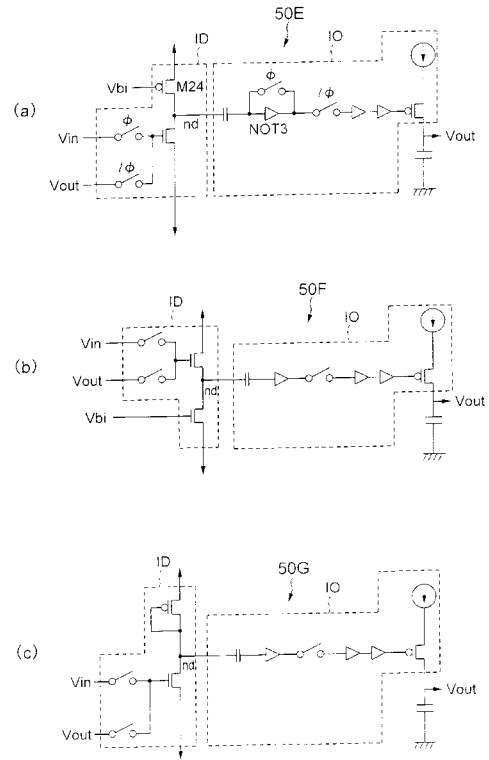 50E
ID
IO
(a)
Vbi
M24
ϕ
Vin
ϕ
nd
NOT3
/ϕ
Vout
Vout
/ϕ
50F
ID
IO
(b)
Vin
Vout
nd
Vbi
Vout
50G
ID
IO
(c)
nd
Vin
Vout
Vout